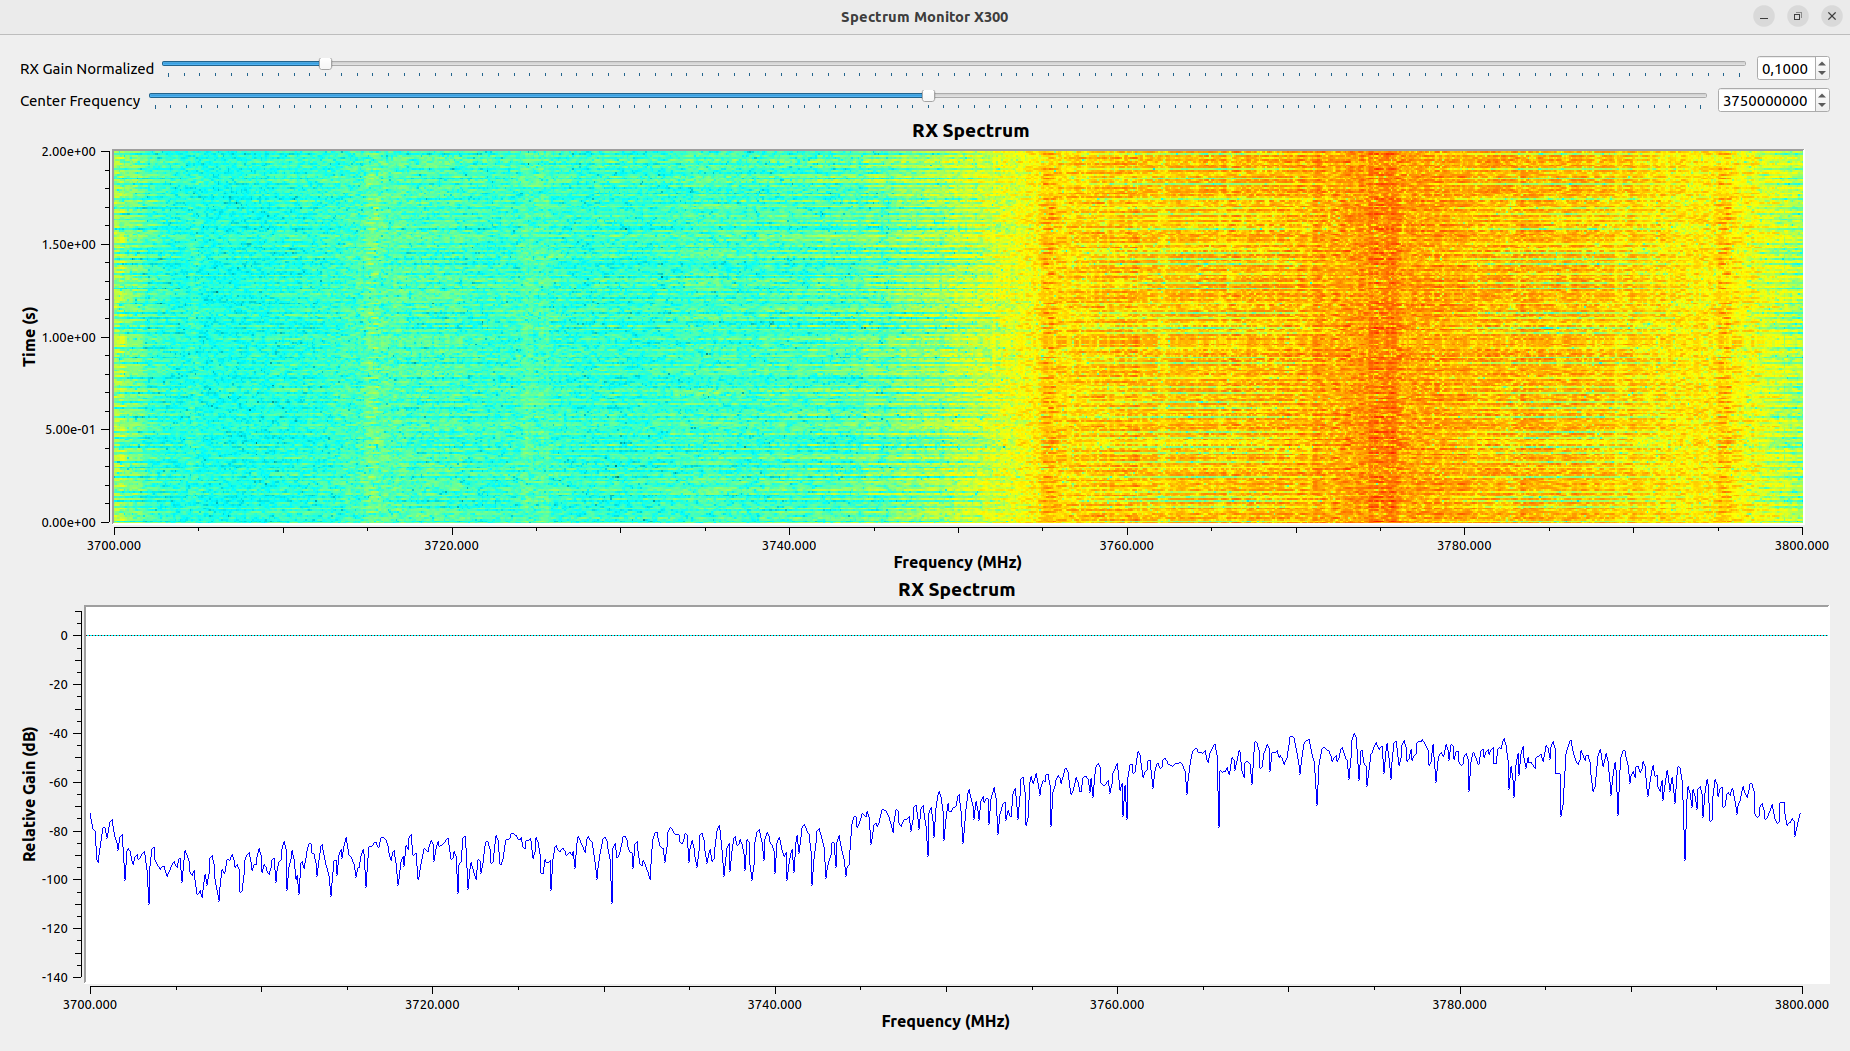 Spectrum Monitor X300
RX Gain Normalized 0,1000
Center Frequency 3750000000
RX Spectrum
2.00e+00
1.50e+00
1.00e+00
5.00e-01
0.00e+00
Time (s)
3700.000 3720.000 3740.000 3760.000 3780.000 3800.000
Frequency (MHz)
RX Spectrum
0
-20
-40
-60
-80
-100
-120
-140
Relative Gain (dB)
3700.000 3720.000 3740.000 3760.000 3780.000 3800.000
Frequency (MHz)